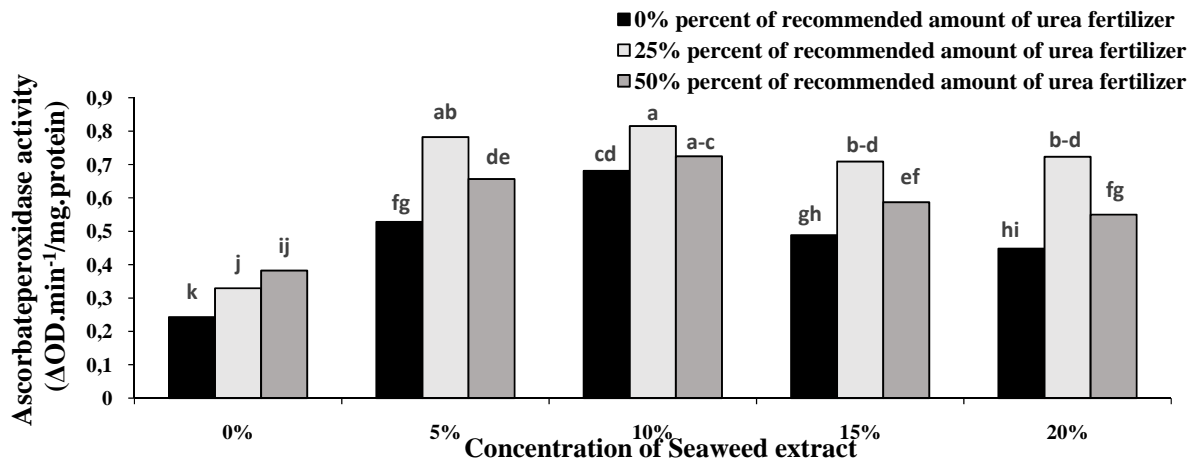 0% percent of recommended amount of urea fertilizer
25% percent of recommended amount of urea fertilizer
50% percent of recommended amount of urea fertilizer
Ascorbateperoxidase activity
(ΔOD.min⁻¹/mg.protein)
0,9
0,8
0,7
0,6
0,5
0,4
0,3
0,2
0,1
0
k
j
ij
fg
ab
de
cd
a
a-c
gh
b-d
ef
hi
b-d
fg
0%
5%
10%
15%
20%
Concentration of Seaweed extract